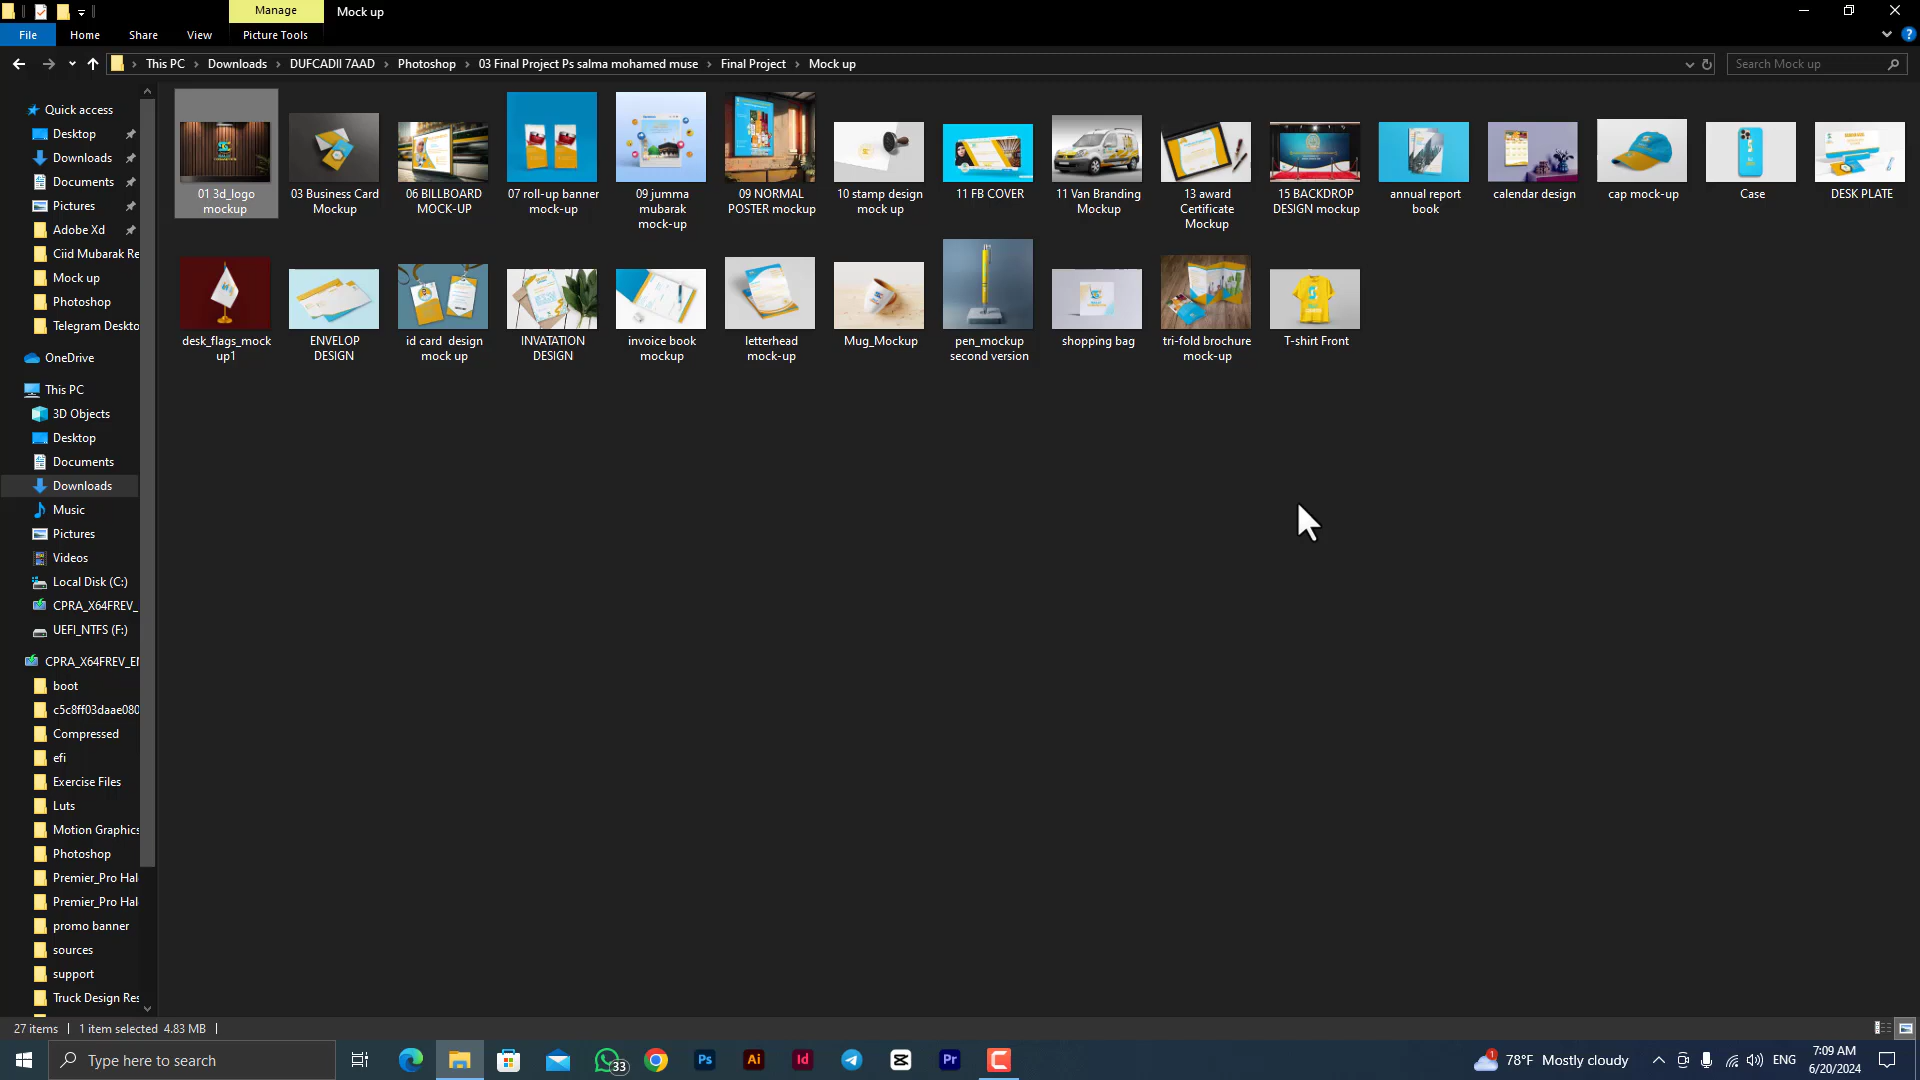 Manage
Mock up
File
Home
Share
View
Picture Tools
This PC
Downloads
DUFCADII 7AAD
Photoshop
03 Final Project Ps salma mohamed muse
Final Project
Mock up
Search Mock up
Quick access
Desktop
Downloads
Documents
Pictures
Adobe Xd
Ciid Mubarak Re
Mock up
Photoshop
Telegram Deskto
OneDrive
This PC
3D Objects
Desktop
Documents
Downloads
Music
Pictures
Videos
Local Disk (C:)
CPRA_X64FREV_
UEFI_NTFS (F:)
CPRA_X64FREV_EN
boot
c5c8ff03daae080
Compressed
efi
Exercise Files
Luts
Motion Graphics
Photoshop
Premier_Pro Hal
Premier_Pro Hal
promo banner
sources
support
Truck Design Res
01 3d_logo
mockup
03 Business Card
Mockup
06 BILLBOARD
MOCK-UP
07 roll-up banner
mock-up
09 jumma
mubarak
mock-up
09 NORMAL
POSTER mockup
10 stamp design
mock up
11 FB COVER
11 Van Branding
Mockup
13 award
Certificate
Mockup
15 BACKDROP
DESIGN mockup
annual report
book
calendar design
cap mock-up
Case
DESK PLATE
desk_flags_mock
up1
ENVELOP
DESIGN
id card design
mock up
INVATATION
DESIGN
invoice book
mockup
letterhead
mock-up
Mug_Mockup
pen_mockup
second version
shopping bag
tri-fold brochure
mock-up
T-shirt Front
27 items
1 item selected 4.83 MB
Type here to search
33
Ps
Ai
Id
Pr
1
78°F Mostly cloudy
ENG
7:09 AM
6/20/2024